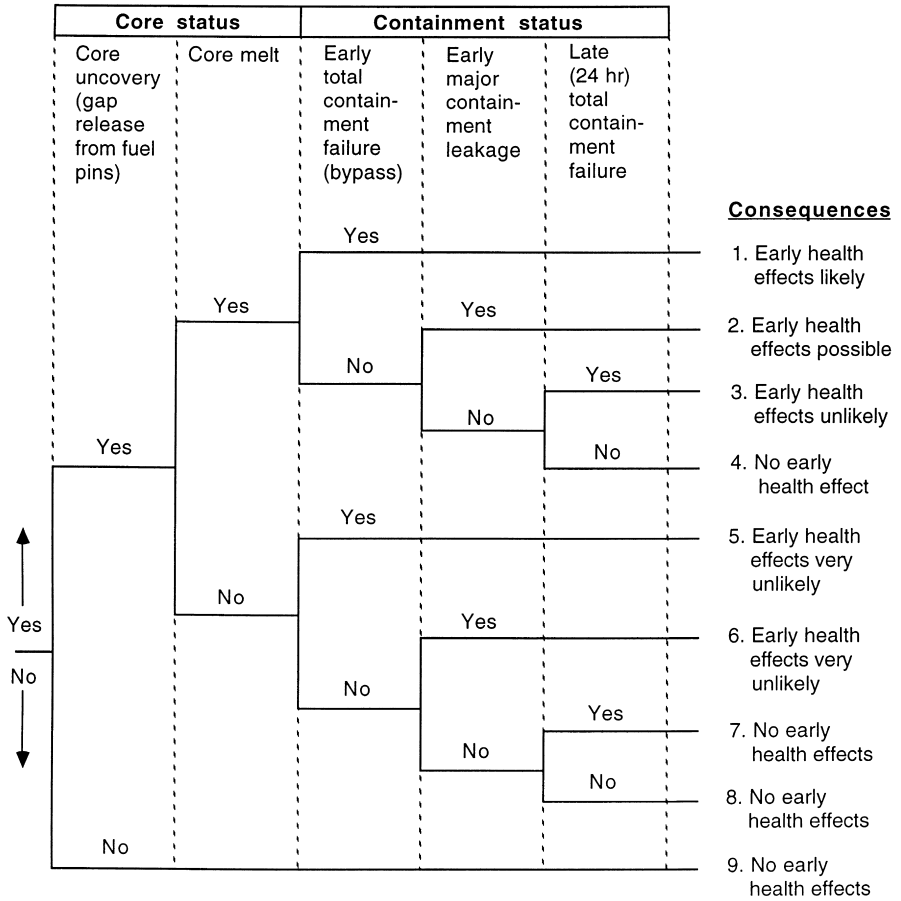 Core status
Containment status
Core
uncovery
(gap
release
from fuel
pins)
Core melt
Early
total
contain-
ment
failure
(bypass)
Early
major
contain-
ment
leakage
Late
(24 hr)
total
contain-
ment
failure
Consequences
Yes
1. Early health
effects likely
Yes
Yes
2. Early health
effects possible
No
Yes
3. Early health
effects unlikely
No
Yes
No
4. No early
health effect
Yes
5. Early health
effects very
unlikely
No
Yes
Yes
6. Early health
effects very
unlikely
No
No
Yes
7. No early
health effects
No
No
8. No early
health effects
No
9. No early
health effects